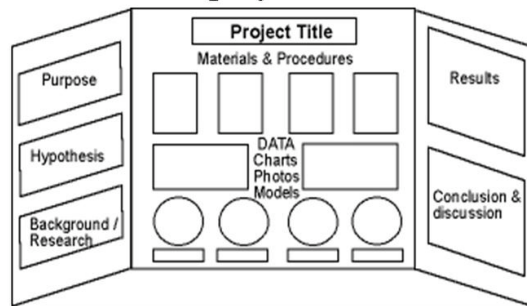 Project Title
Materials & Procedures
Purpose
Hypothesis
Background /
Research
DATA
Charts
Photos
Models
Results
Conclusion &
discussion